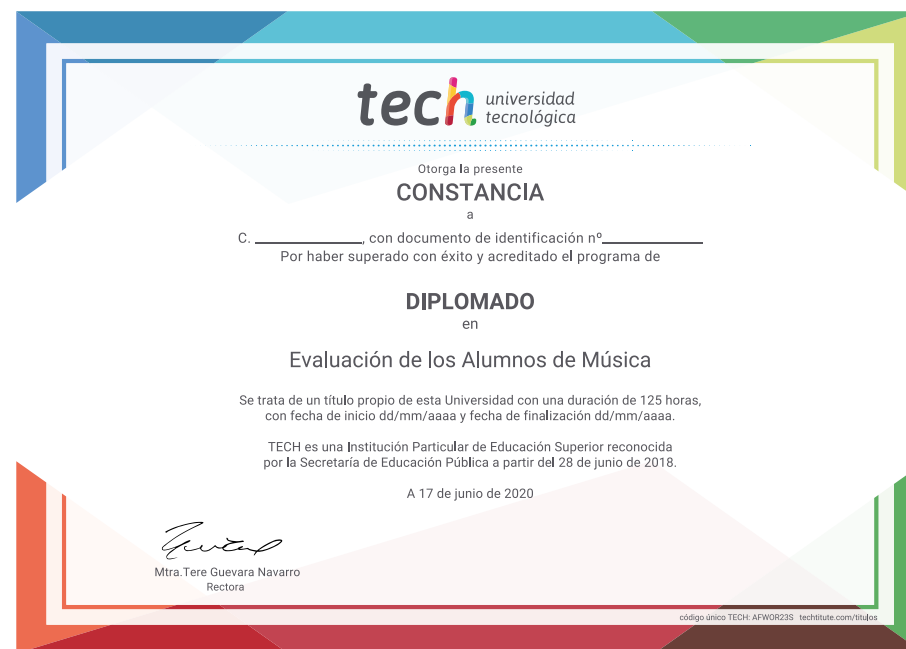 tech universidad
tecnológica
Otorga la presente
CONSTANCIA
a
C. ____________, con documento de identificación nº____________
Por haber superado con éxito y acreditado el programa de
DIPLOMADO
en
Evaluación de los Alumnos de Música
Se trata de un título propio de esta Universidad con una duración de 125 horas,
con fecha de inicio dd/mm/aaaa y fecha de finalización dd/mm/aaaa.
TECH es una Institución Particular de Educación Superior reconocida
por la Secretaría de Educación Pública a partir del 28 de junio de 2018.
A 17 de junio de 2020
Mtra.Tere Guevara Navarro
Rectora
código único TECH: AFWOR23S techtitute.com/titulos